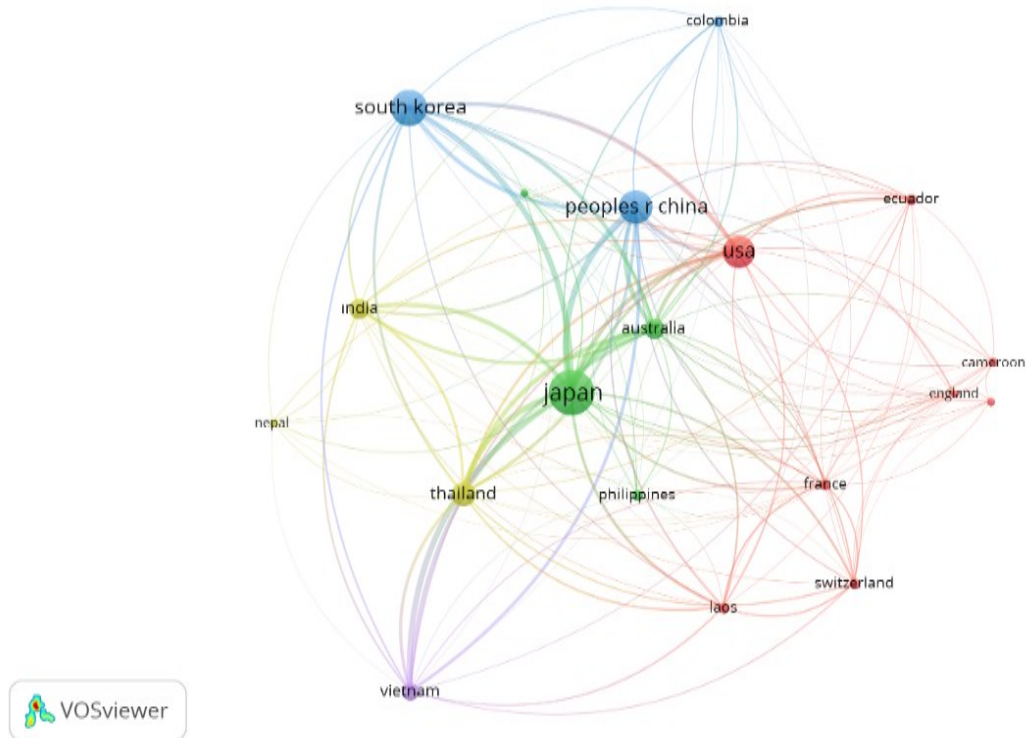 colombia
south korea
peoples r china
ecuador
usa
india
australia
cameroon
japan
england
nepal
france
thailand
philippines
switzerland
laos
vietnam
VOSviewer